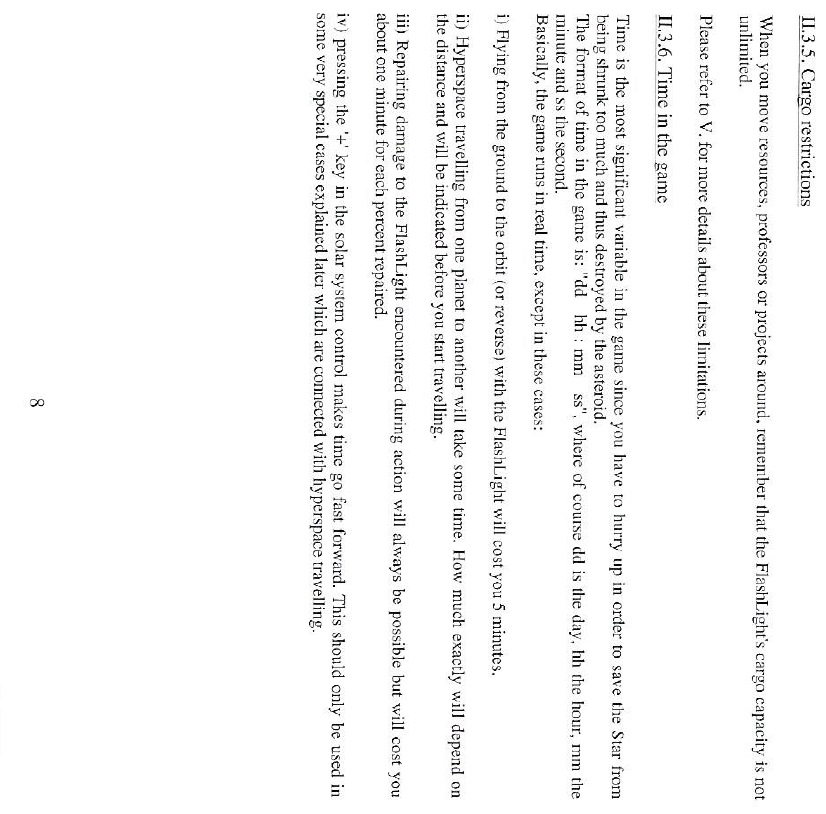 II.3.5. Cargo restrictions
When you move resources, professors or projects around, remember that the FlashLight's cargo capacity is not
unlimited.
Please refer to V. for more details about these limitations.
II.3.6. Time in the game
Time is the most significant variable in the game since you have to hurry up in order to save the Star from
being shrunk too much and thus destroyed by the asteroid.
The format of time in the game is: "dd hh : mm ss", where of course dd is the day, hh the hour, mm the
minute and ss the second.
Basically, the game runs in real time, except in these cases:
i) Flying from the ground to the orbit (or reverse) with the FlashLight will cost you 5 minutes.
ii) Hyperspace travelling from one planet to another will take some time. How much exactly will depend on
the distance and will be indicated before you start travelling.
iii) Repairing damage to the FlashLight encountered during action will always be possible but will cost you
about one minute for each percent repaired.
iv) pressing the '+' key in the solar system control makes time go fast forward. This should only be used in
some very special cases explained later which are connected with hyperspace travelling.
8